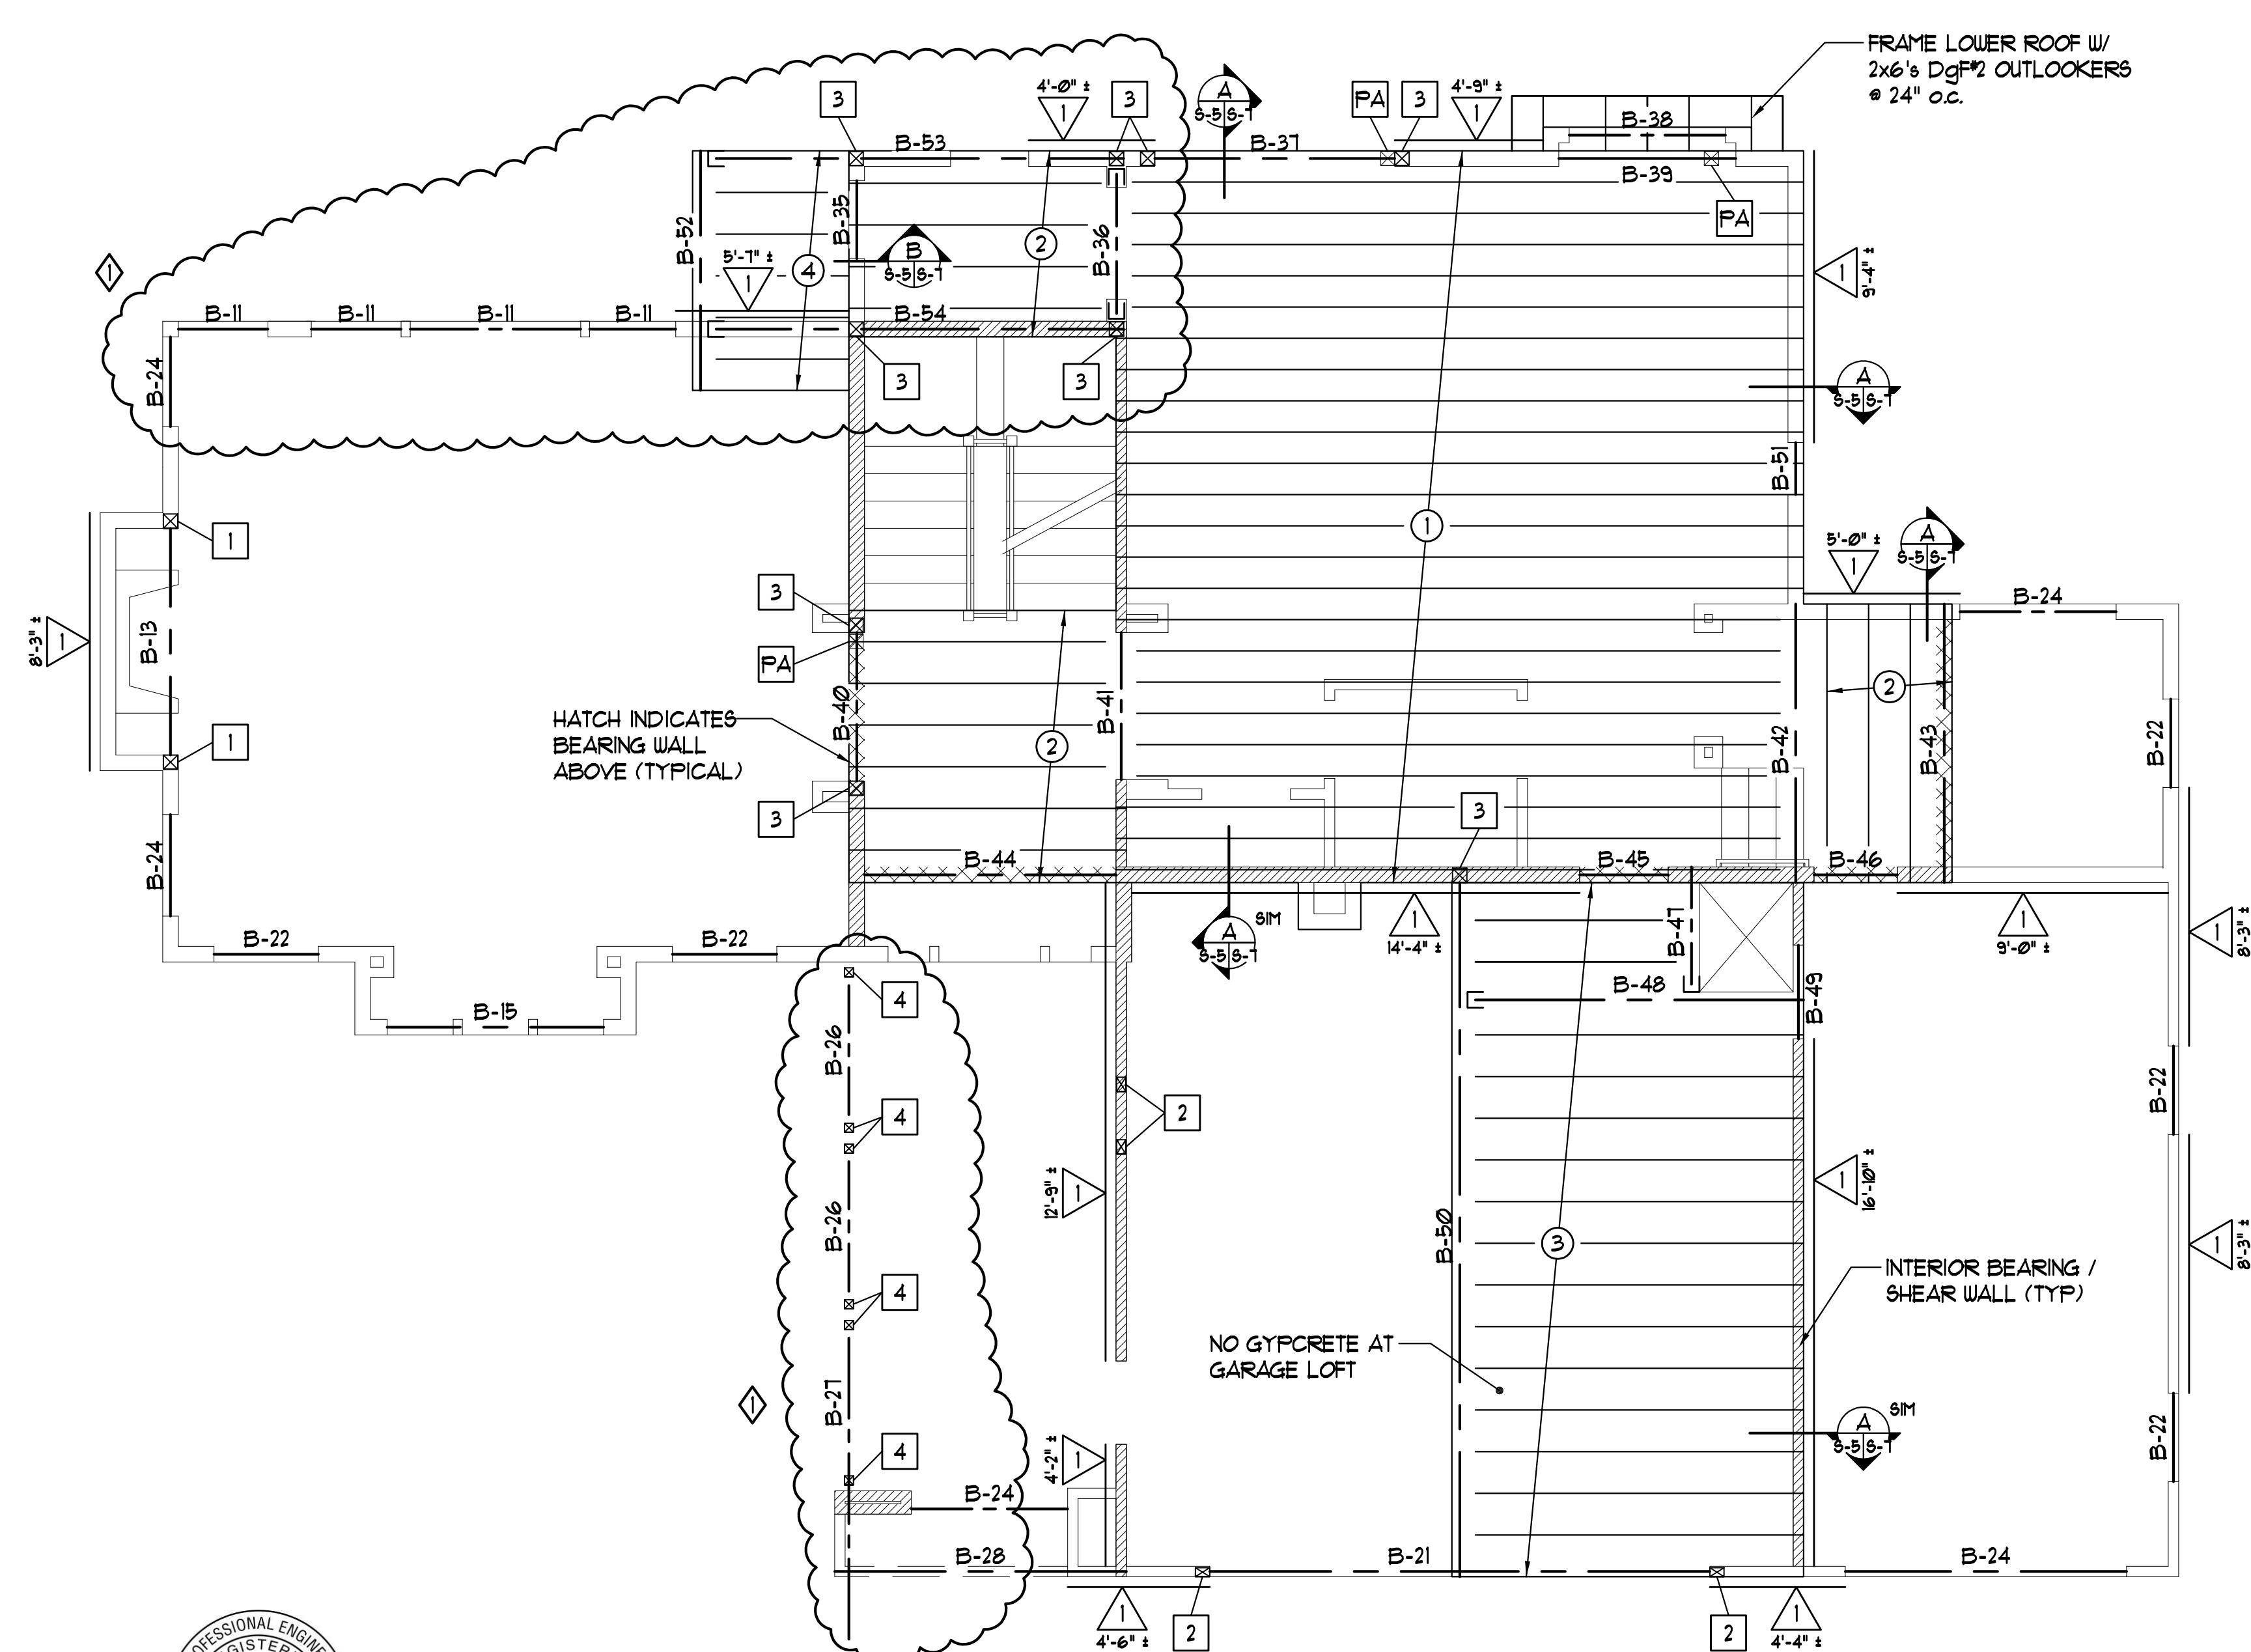 FRAME LOWER ROOF W/
2x6's DgF#2 OUTLOOKERS
@ 24" O.C.
3
4'-0" ±
1
3
A
S-5 S-7
PA
3
4'-9" ±
1
B-38
B-53
B-37
B-39
PA
B-52
B-35
B
S-5 S-7
2
B-36
5'-7" ±
1
4
1
9'-4" ±
1
B-11
B-11
B-11
B-11
B-54
B-24
3
3
A
S-5 S-7
B-51
1
1
5'-0" ±
1
A
S-5 S-7
3
B-24
8'-3" ±
1
B-13
PA
2
B-40
B-41
B-42
B-43
B-22
HATCH INDICATES
BEARING WALL
ABOVE (TYPICAL)
2
1
3
3
B-24
B-44
B-45
B-46
B-22
B-22
A
S-5 S-7
SIM
1
14'-4" ±
B-47
1
9'-0" ±
1
8'-3" ±
B-48
B-49
4
B-15
B-26
4
2
B-22
12'-9" ±
1
1
16'-10" ±
B-26
B-50
3
1
8'-3" ±
4
INTERIOR BEARING /
SHEAR WALL (TYP)
NO GYPCRETE AT
GARAGE LOFT
B-27
1
4
4'-2" ±
1
A
S-5 S-7
SIM
B-22
B-24
B-28
B-21
B-24
1
4'-6" ±
2
2
1
4'-4" ±
PROFESSIONAL ENGINE